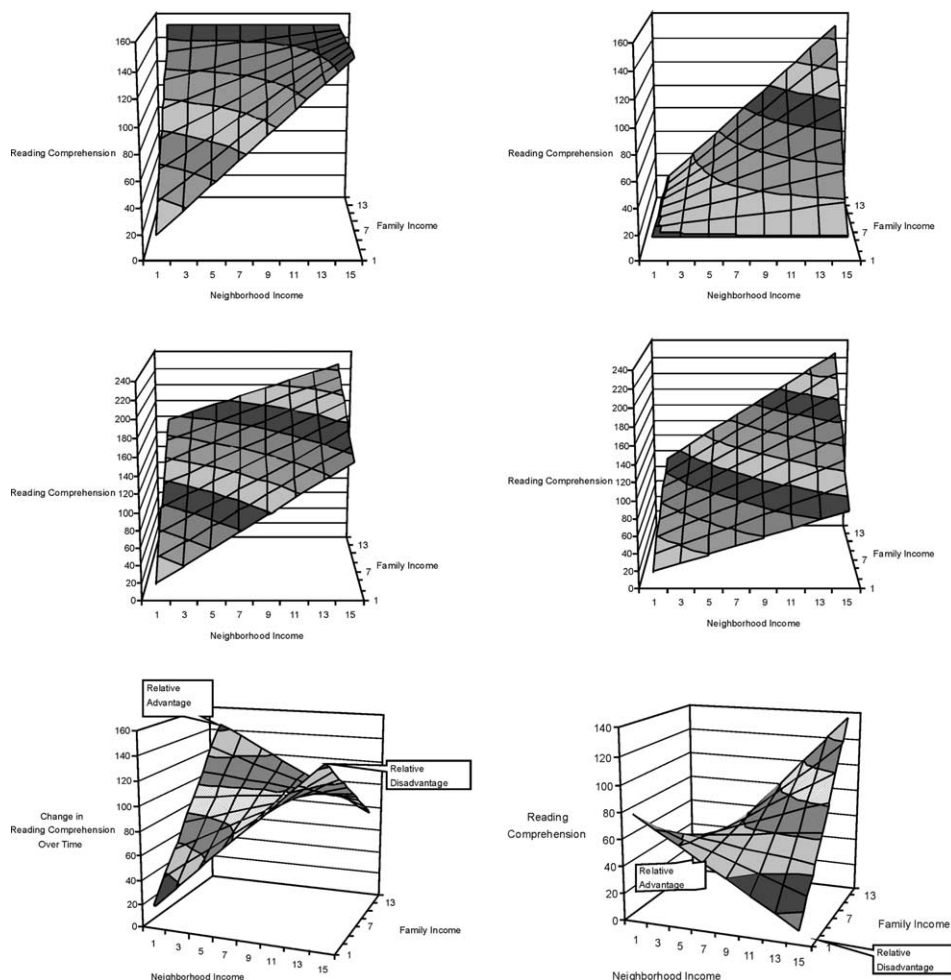 160
140
120
100
80
60
40
20
0
Reading Comprehension
1 3 5 7 9 11 13 15
Neighborhood Income
13
7
1
Family Income
160
140
120
100
80
60
40
20
0
Reading Comprehension
1 3 5 7 9 11 13 15
Neighborhood Income
13
7
1
Family Income
240
220
200
180
160
140
120
100
80
60
40
20
0
Reading Comprehension
1 3 5 7 9 11 13 15
Neighborhood Income
13
7
1
Family Income
240
220
200
180
160
140
120
100
80
60
40
20
0
Reading Comprehension
1 3 5 7 9 11 13 15
Neighborhood Income
13
7
1
Family Income
Relative
Advantage
160
140
120
100
80
60
40
20
0
Change in
Reading Comprehension
Over Time
Relative
Disadvantage
1 3 5 7 9 11 13 15
Neighborhood Income
13
7
1
Family Income
140
120
100
80
60
40
20
0
Reading
Comprehension
Relative
Advantage
1 3 5 7 9 11 13 15
Neighborhood Income
13
7
1
Family Income
Relative
Disadvantage